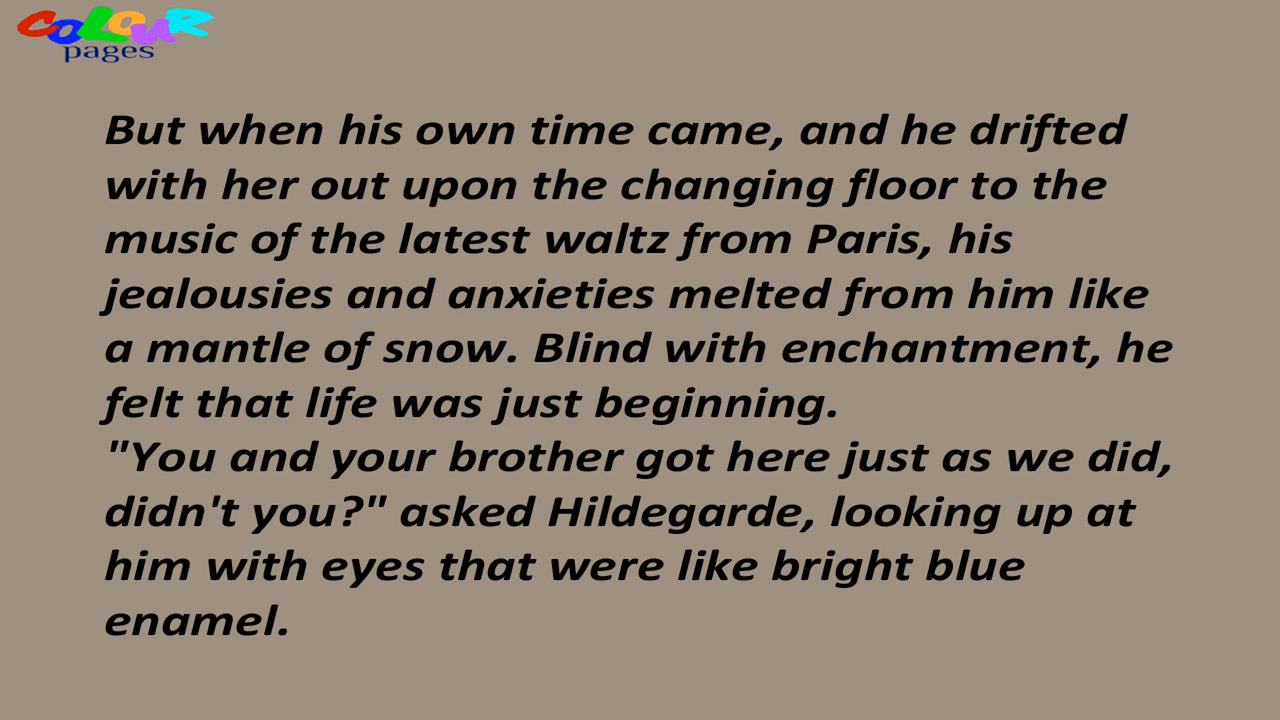 COLOUR
pages
But when his own time came, and he drifted
with her out upon the changing floor to the
music of the latest waltz from Paris, his
jealousies and anxieties melted from him like
a mantle of snow. Blind with enchantment, he
felt that life was just beginning.
"You and your brother got here just as we did,
didn't you?" asked Hildegarde, looking up at
him with eyes that were like bright blue
enamel.